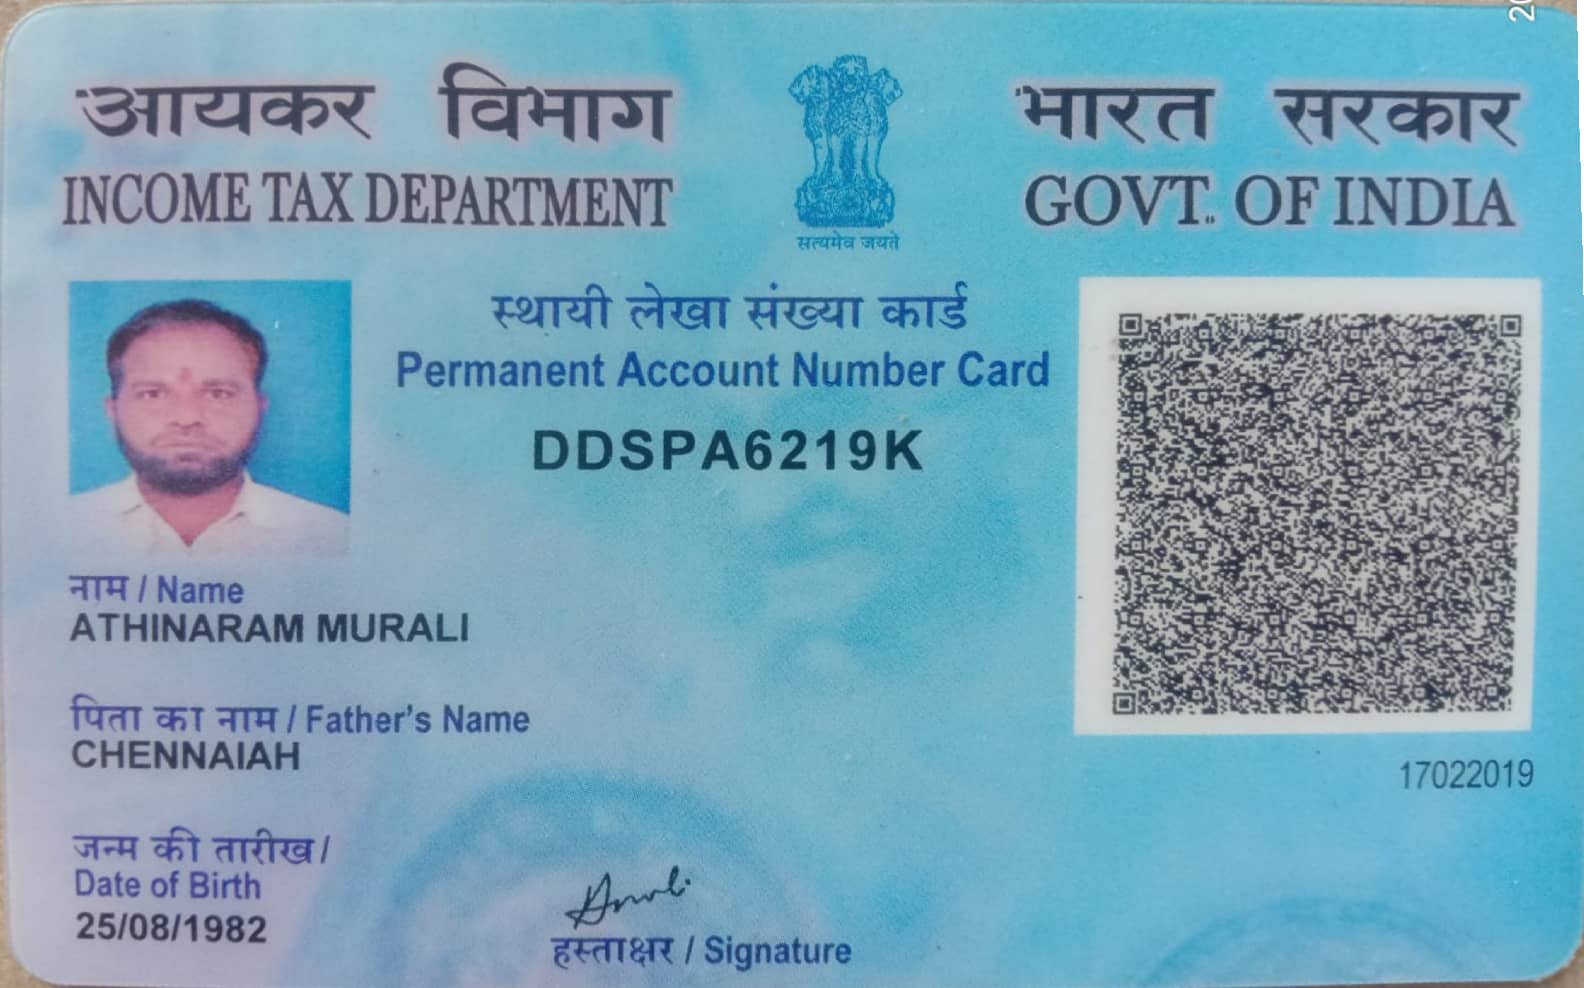 आयकर विभाग
INCOME TAX DEPARTMENT
भारत सरकार
GOVT. OF INDIA
सत्यमेव जयते
स्थायी लेखा संख्या कार्ड
Permanent Account Number Card
DDSPA6219K
नाम / Name
ATHINARAM MURALI
पिता का नाम / Father's Name
CHENNAIAH
17022019
जन्म की तारीख /
Date of Birth
25/08/1982
हस्ताक्षर / Signature